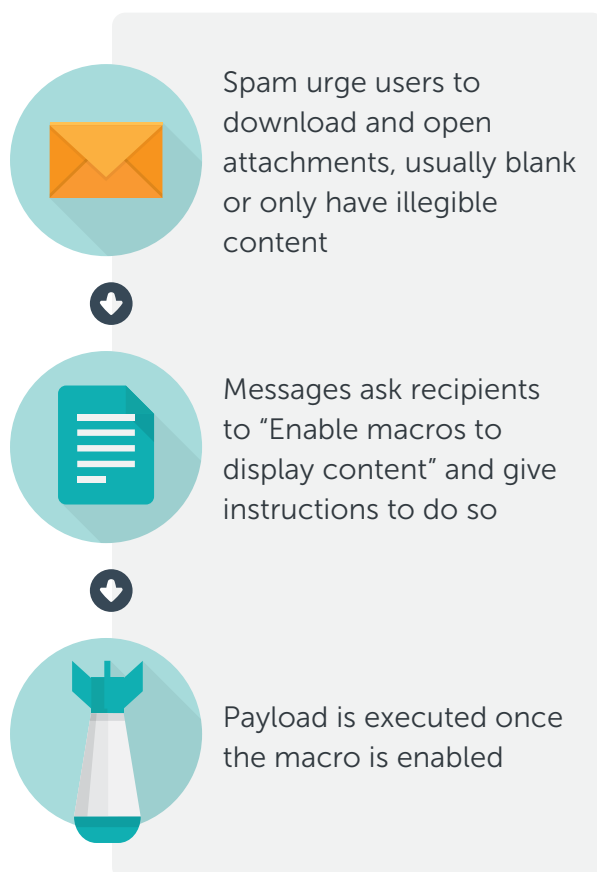 Spam urge users to
download and open
attachments, usually blank
or only have illegible
content
Messages ask recipients
to “Enable macros to
display content” and give
instructions to do so
Payload is executed once
the macro is enabled